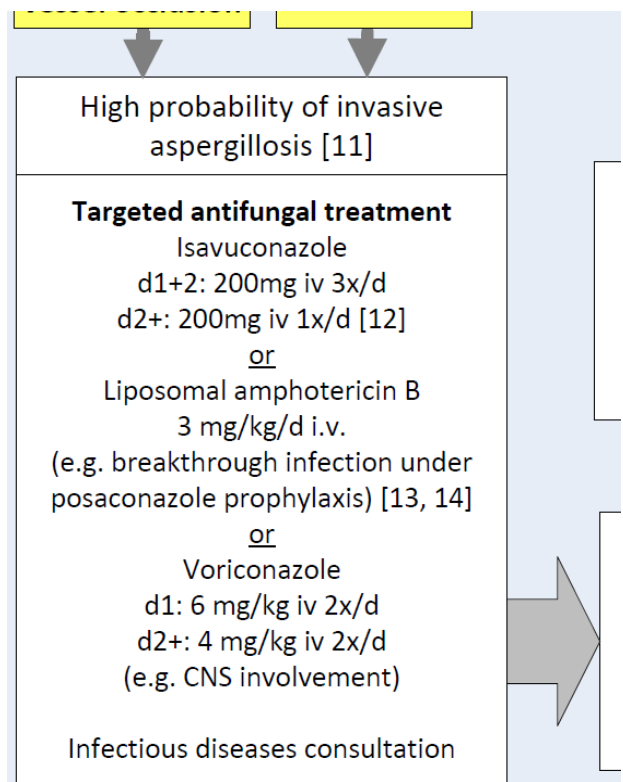 vessel occlusion
High probability of invasive
aspergillosis [11]
Targeted antifungal treatment
Isavuconazole
d1+2: 200mg iv 3x/d
d2+: 200mg iv 1x/d [12]
or
Liposomal amphotericin B
3 mg/kg/d i.v.
(e.g. breakthrough infection under
posaconazole prophylaxis) [13, 14]
or
Voriconazole
d1: 6 mg/kg iv 2x/d
d2+: 4 mg/kg iv 2x/d
(e.g. CNS involvement)
Infectious diseases consultation